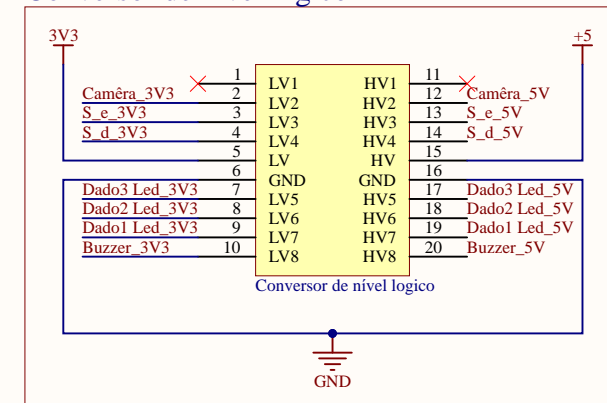 3V3
+5
1 LV1 HV1 11
Camêra_3V3 2 LV2 HV2 12 Camêra_5V
S_e_3V3 3 LV3 HV3 13 S_e_5V
S_d_3V3 4 LV4 HV4 14 S_d_5V
5 LV HV 15
6 GND GND 16
Dado3 Led_3V3 7 LV5 HV5 17 Dado3 Led_5V
Dado2 Led_3V3 8 LV6 HV6 18 Dado2 Led_5V
Dado1 Led_3V3 9 LV7 HV7 19 Dado1 Led_5V
Buzzer_3V3 10 LV8 HV8 20 Buzzer_5V
Conversor de nível logico
GND